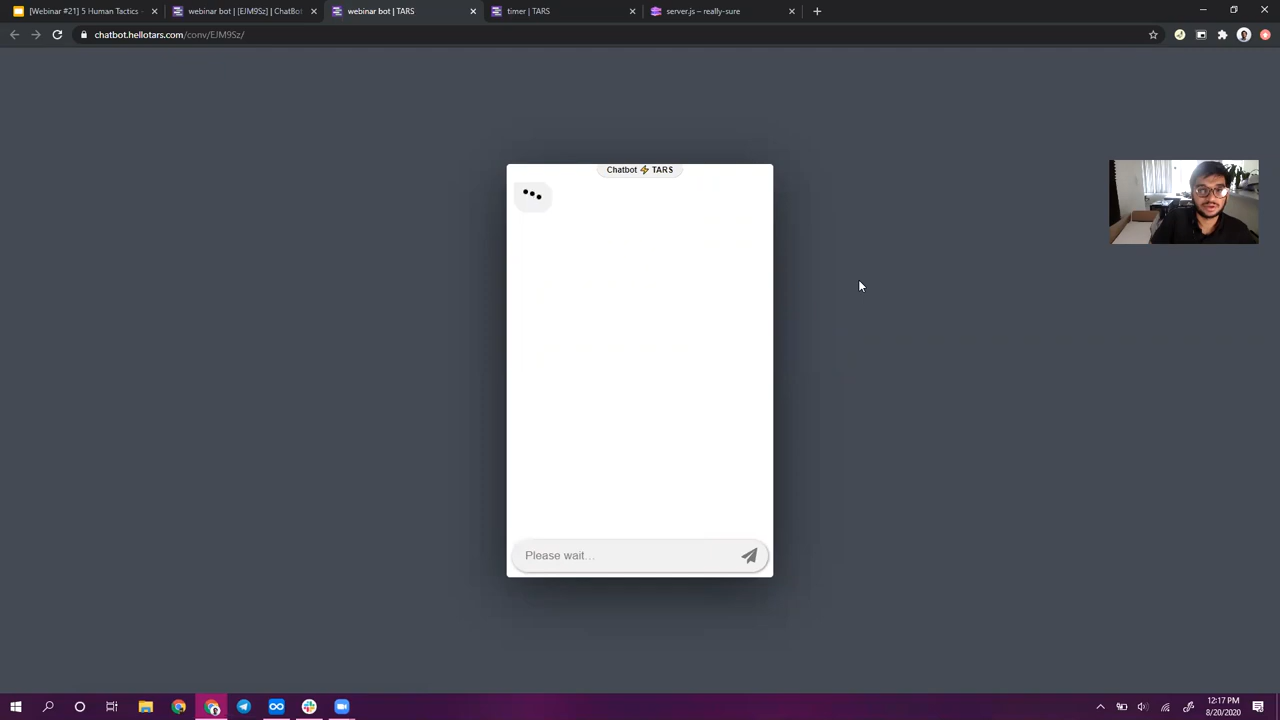 [Webinar #21] 5 Human Tactics -
webinar bot | [EJM9Sz] | ChatBot
webinar bot | TARS
timer | TARS
server.js – really-sure
chatbot.hellotars.com/conv/EJM9Sz/
Chatbot ⚡ TARS
Please wait...
12:17 PM
8/20/2020